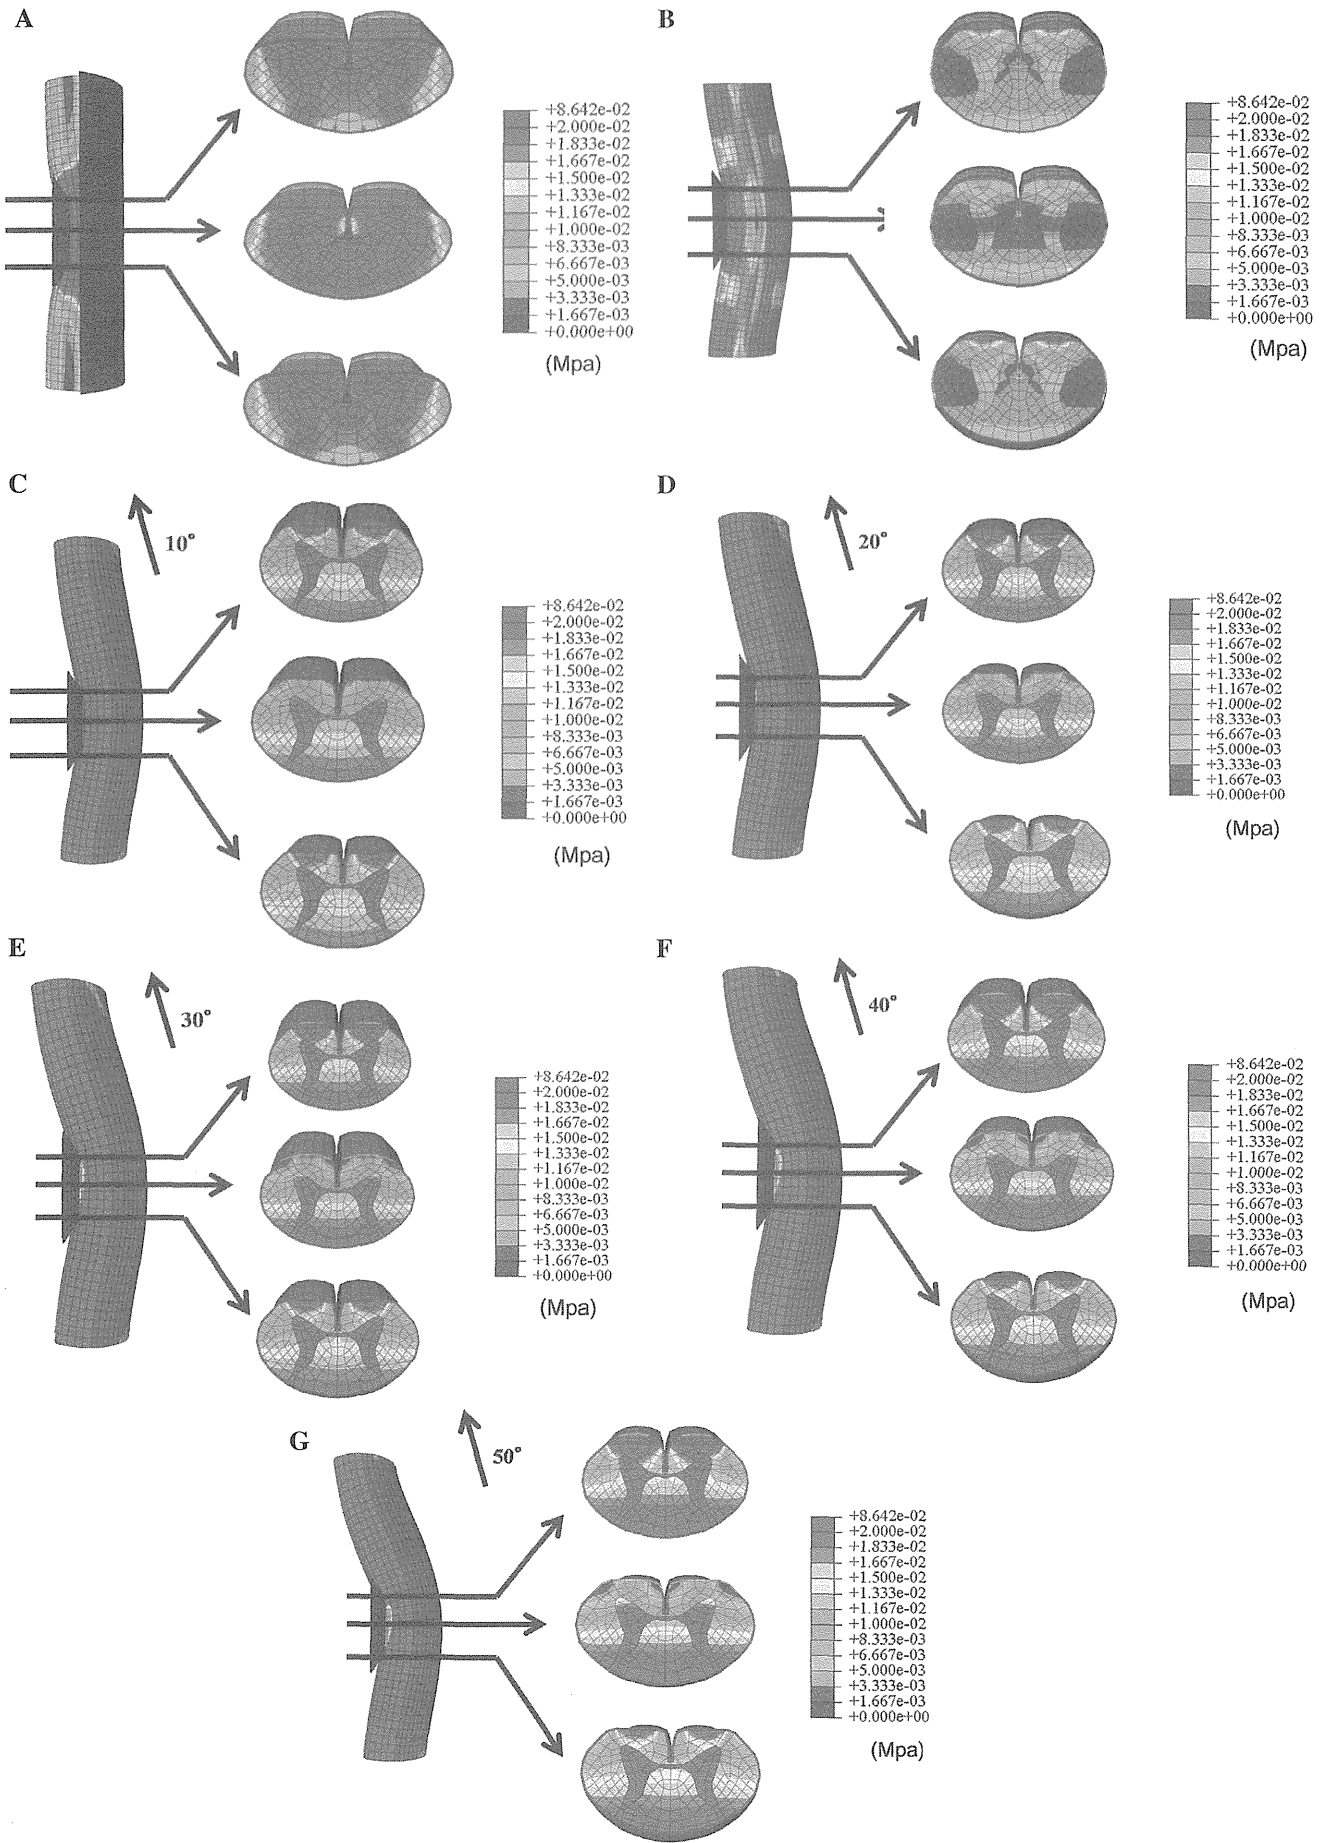 A
+8.642e-02
+2.000e-02
+1.833e-02
+1.667e-02
+1.500e-02
+1.333e-02
+1.167e-02
+1.000e-02
+8.333e-03
+6.667e-03
+5.000e-03
+3.333e-03
+1.667e-03
+0.000e+00
(Mpa)
B
+8.642e-02
+2.000e-02
+1.833e-02
+1.667e-02
+1.500e-02
+1.333e-02
+1.167e-02
+1.000e-02
+8.333e-03
+6.667e-03
+5.000e-03
+3.333e-03
+1.667e-03
+0.000e+00
(Mpa)
C
10°
+8.642e-02
+2.000e-02
+1.833e-02
+1.667e-02
+1.500e-02
+1.333e-02
+1.167e-02
+1.000e-02
+8.333e-03
+6.667e-03
+5.000e-03
+3.333e-03
+1.667e-03
+0.000e+00
(Mpa)
D
20°
+8.642e-02
+2.000e-02
+1.833e-02
+1.667e-02
+1.500e-02
+1.333e-02
+1.167e-02
+1.000e-02
+8.333e-03
+6.667e-03
+5.000e-03
+3.333e-03
+1.667e-03
+0.000e+00
(Mpa)
E
30°
+8.642e-02
+2.000e-02
+1.833e-02
+1.667e-02
+1.500e-02
+1.333e-02
+1.167e-02
+1.000e-02
+8.333e-03
+6.667e-03
+5.000e-03
+3.333e-03
+1.667e-03
+0.000e+00
(Mpa)
F
40°
+8.642e-02
+2.000e-02
+1.833e-02
+1.667e-02
+1.500e-02
+1.333e-02
+1.167e-02
+1.000e-02
+8.333e-03
+6.667e-03
+5.000e-03
+3.333e-03
+1.667e-03
+0.000e+00
(Mpa)
G
50°
+8.642e-02
+2.000e-02
+1.833e-02
+1.667e-02
+1.500e-02
+1.333e-02
+1.167e-02
+1.000e-02
+8.333e-03
+6.667e-03
+5.000e-03
+3.333e-03
+1.667e-03
+0.000e+00
(Mpa)